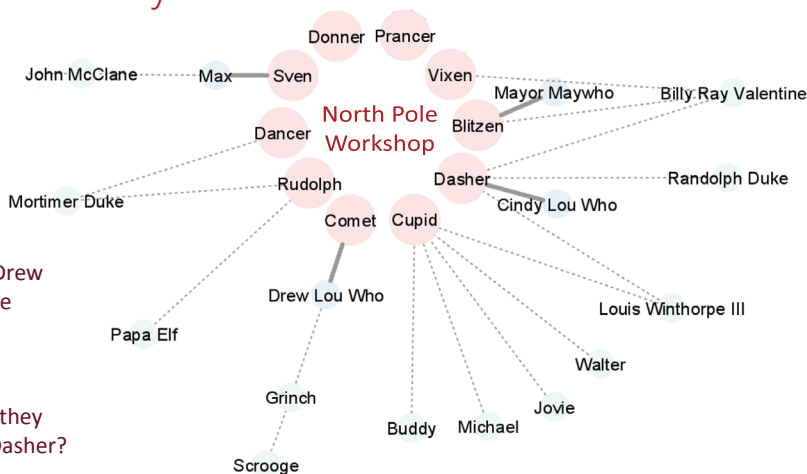 Donner
Prancer
John McClane
Max
Sven
Vixen
Mayor Maywho
Billy Ray Valentine
North Pole
Workshop
Blitzen
Dancer
Rudolph
Dasher
Randolph Duke
Mortimer Duke
Cindy Lou Who
Comet
Cupid
Drew
e
Drew Lou Who
Louis Winthorpe III
Papa Elf
Walter
Grinch
Jovie
they
Dasher?
Buddy
Michael
Scrooge